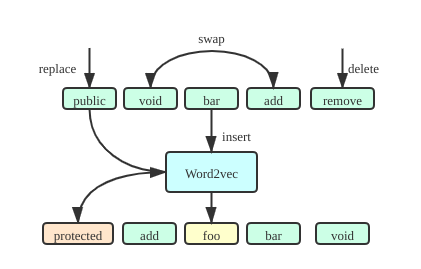 swap
replace
delete
public void bar add remove
insert
Word2vec
protected add foo bar void